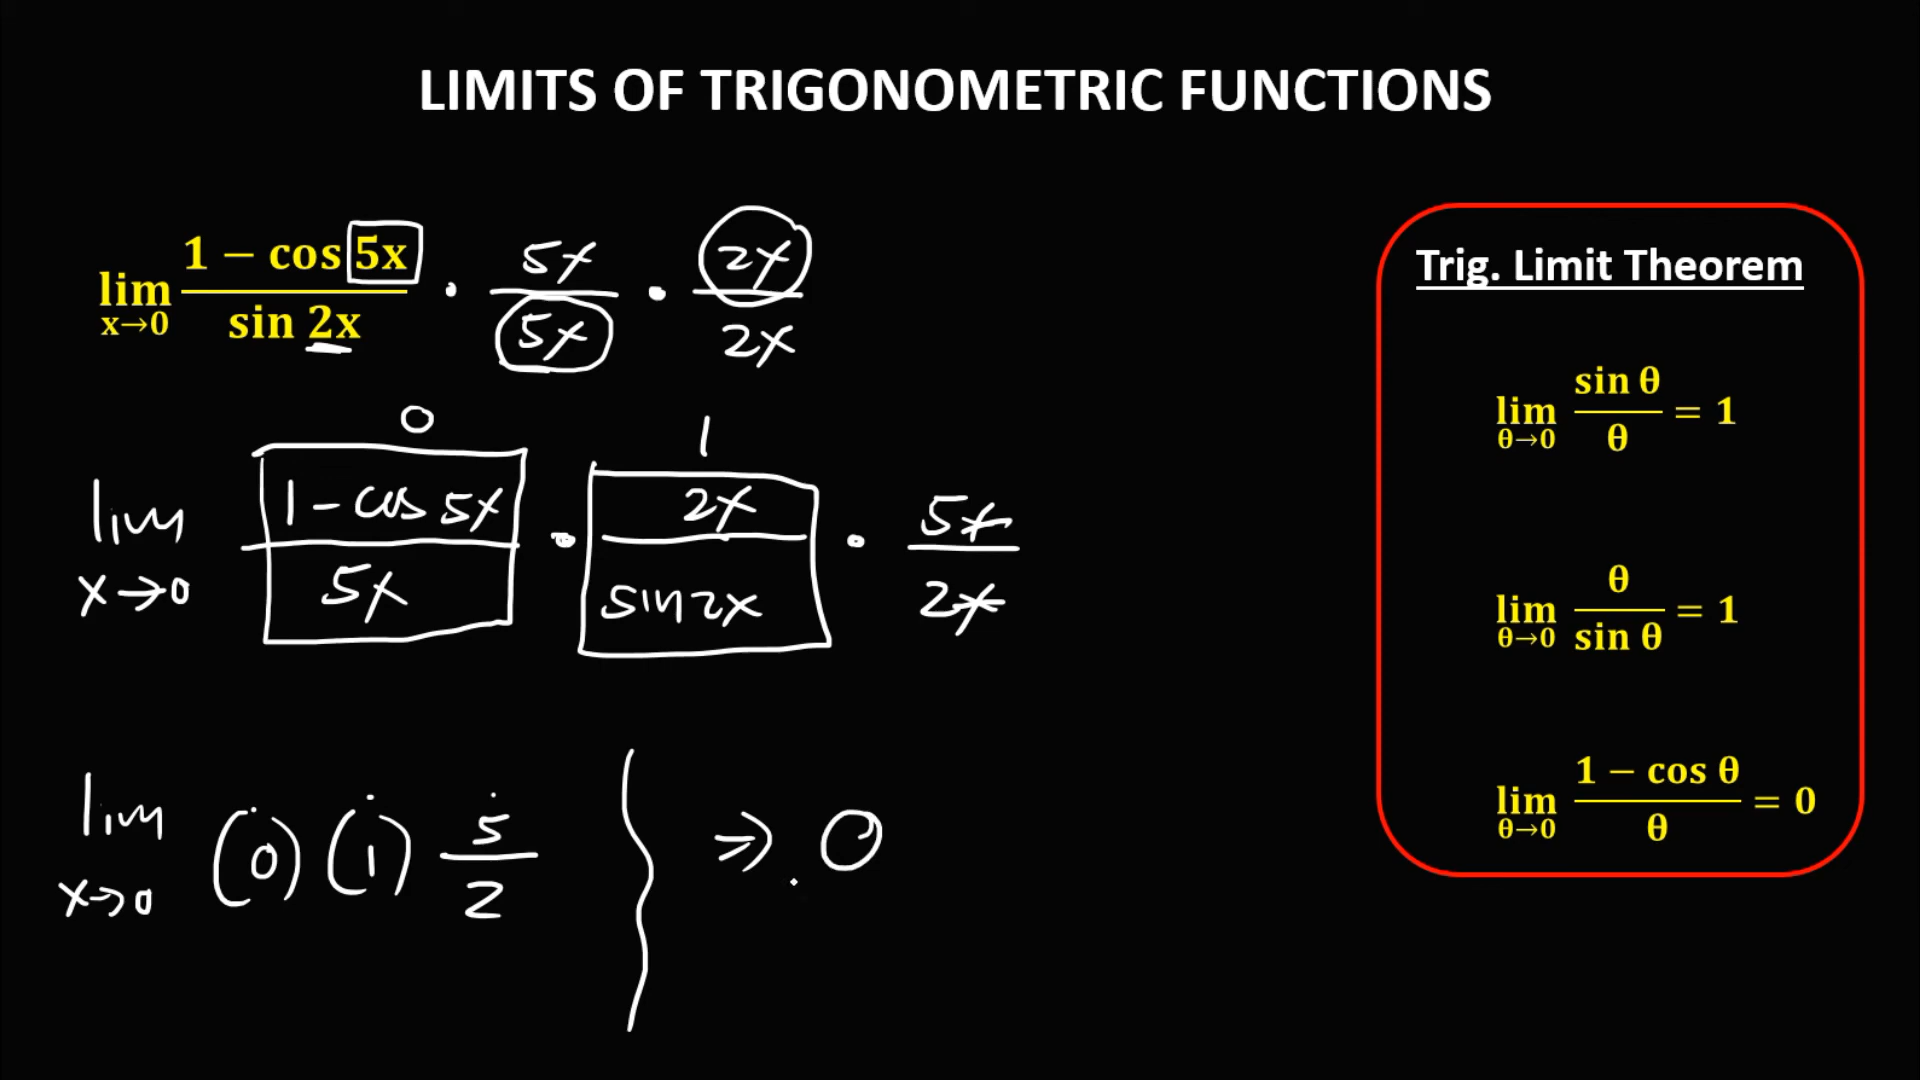 LIMITS OF TRIGONOMETRIC FUNCTIONS
lim x→0 (1 − cos 5x)/(sin 2x) · 5x/5x · 2x/2x
0 1
lim x→0 (1 − cos 5x)/(5x) · (2x)/(sin 2x) · 5x/2x
lim x→0 (0)(1) 5/2 ⇒ 0
Trig. Limit Theorem
lim θ→0 (sin θ)/θ = 1
lim θ→0 θ/(sin θ) = 1
lim θ→0 (1 − cos θ)/θ = 0